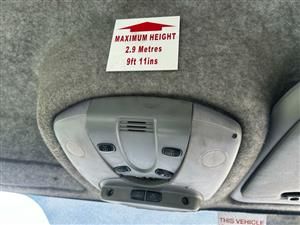 MAXIMUM HEIGHT
2.9 Metres
9ft 11ins
THIS VEHICLE